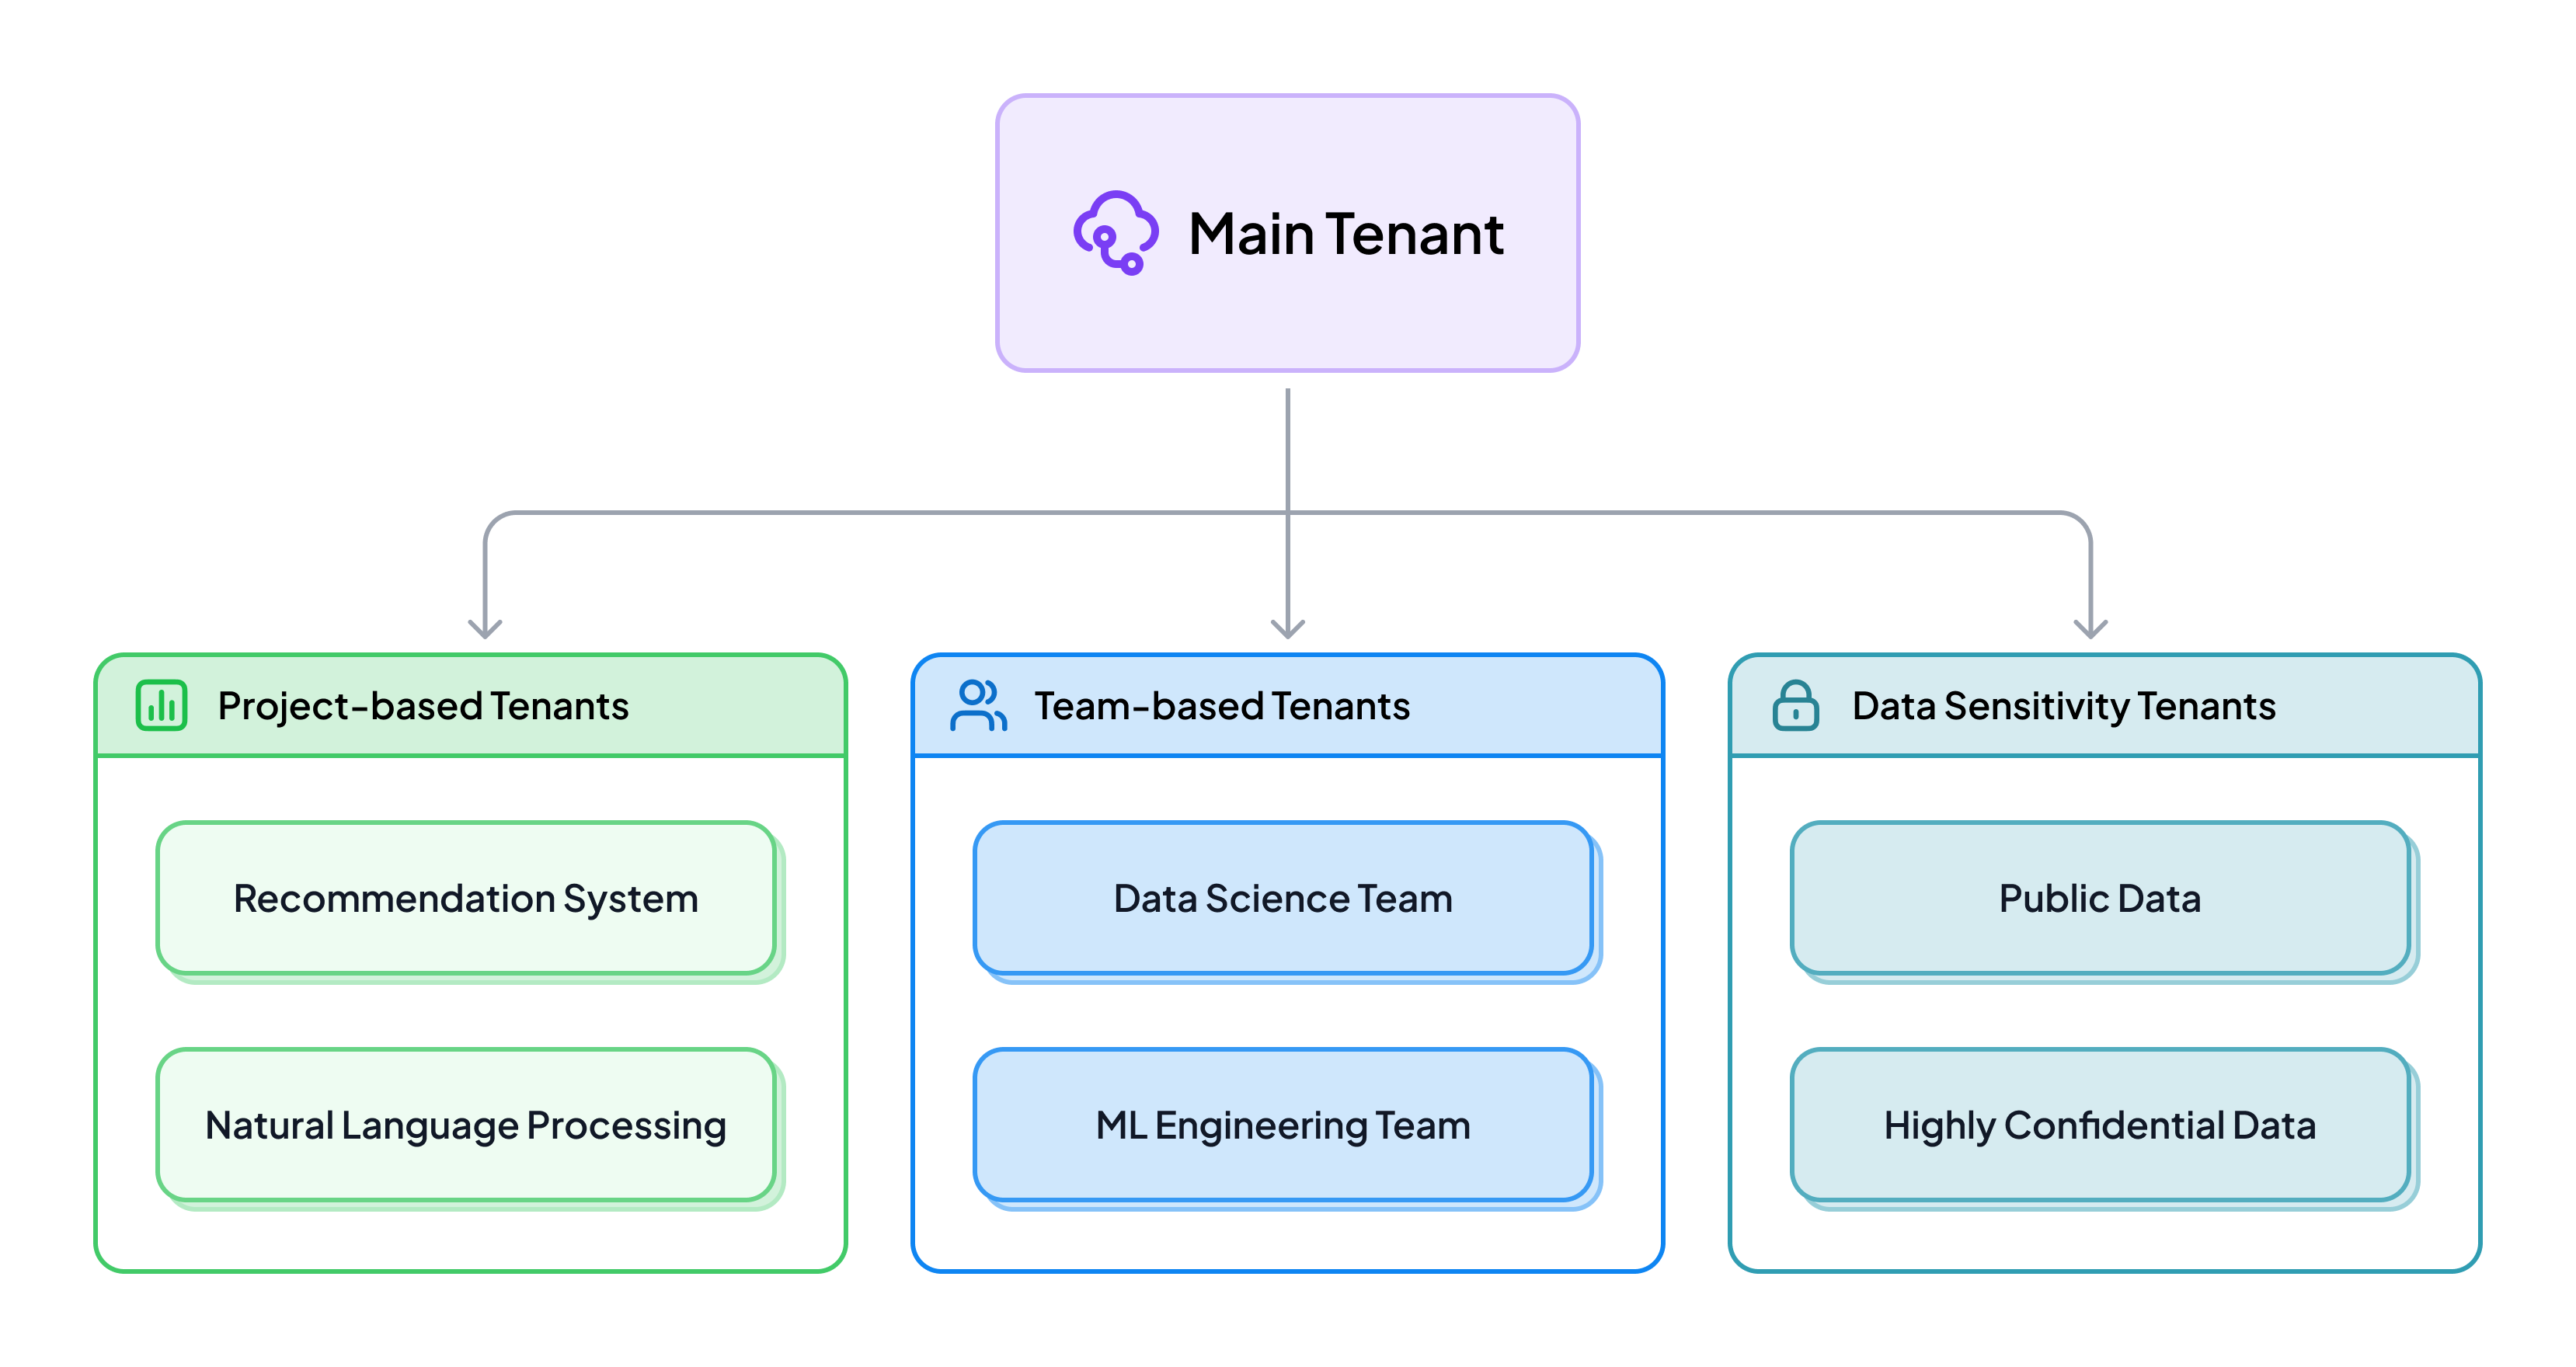 Main Tenant
Project-based Tenants
Recommendation System
Natural Language Processing
Team-based Tenants
Data Science Team
ML Engineering Team
Data Sensitivity Tenants
Public Data
Highly Confidential Data